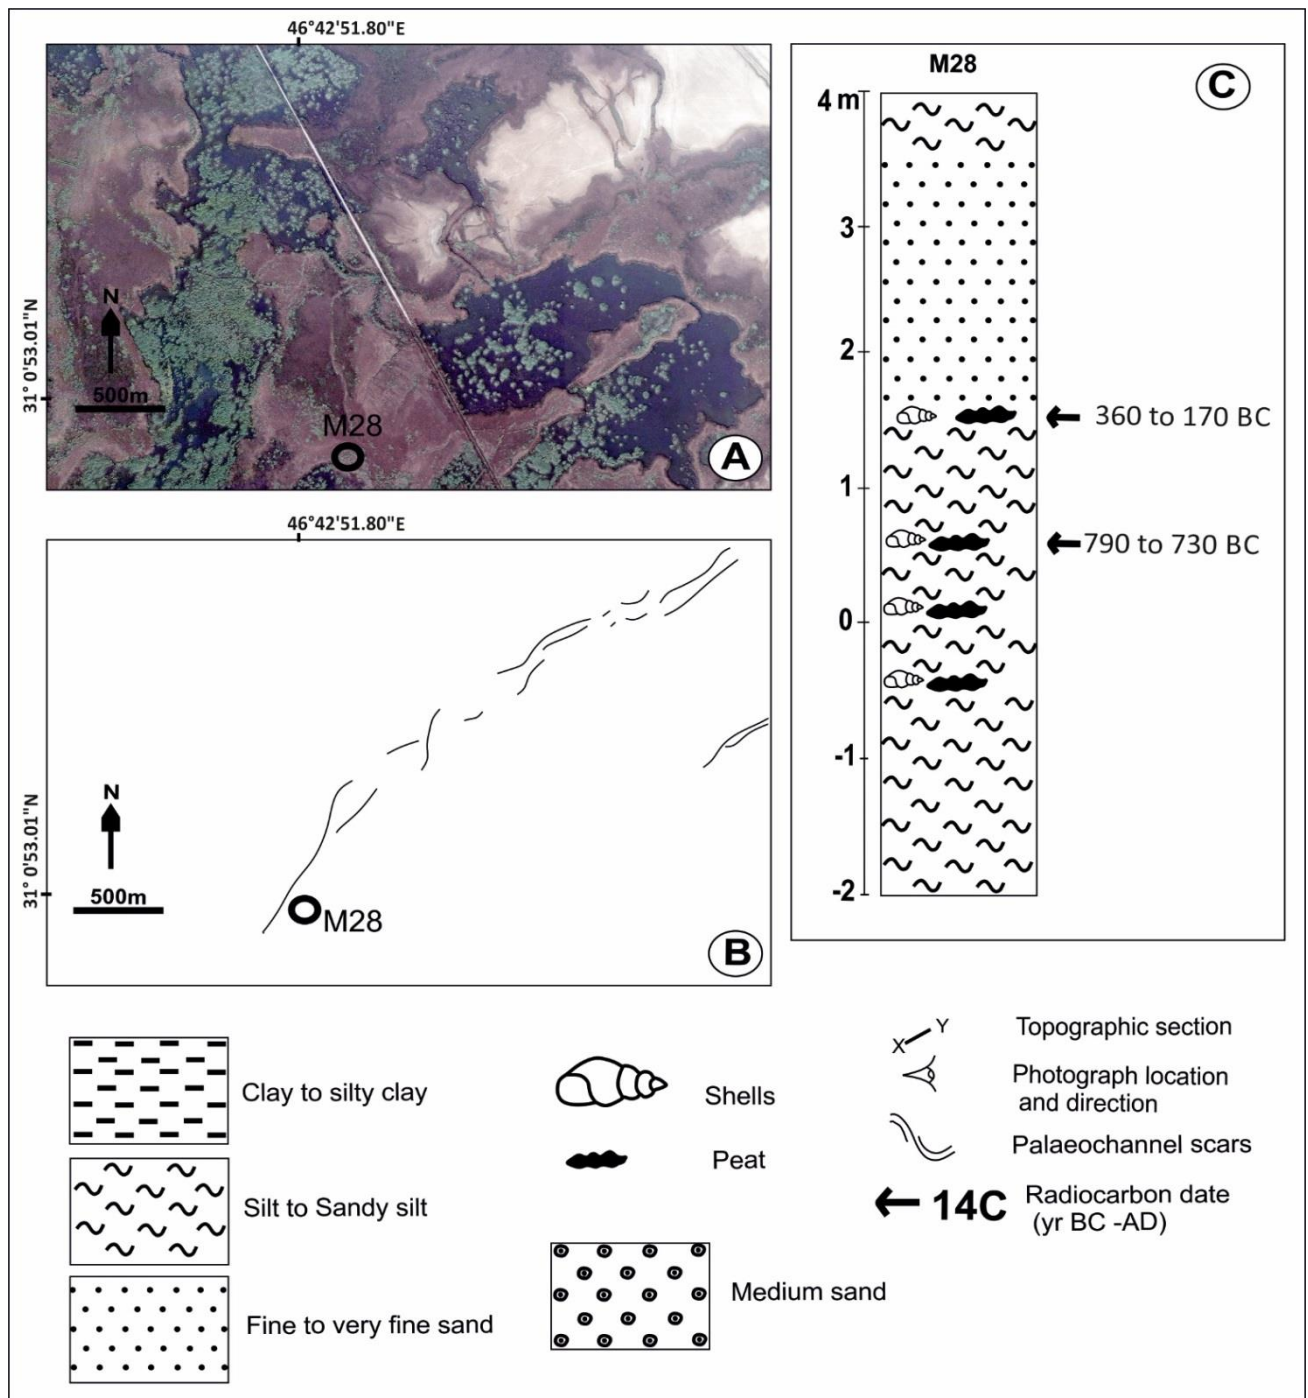 46°42'51.80"E
31° 0'53.01"N
N
500m
M28
A
46°42'51.80"E
31° 0'53.01"N
N
500m
M28
B
M28
C
4 m
3
2
1
0
-1
-2
360 to 170 BC
790 to 730 BC
Clay to silty clay
Silt to Sandy silt
Fine to very fine sand
Shells
Peat
Medium sand
X Y
Topographic section
Photograph location
and direction
Palaeochannel scars
14C
Radiocarbon date
(yr BC -AD)